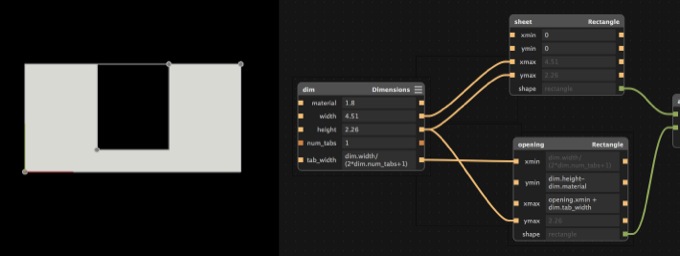 sheet Rectangle
xmin 0
ymin 0
xmax 4.51
ymax 2.26
shape rectangle
dim Dimensions
material 1.8
width 4.51
height 2.26
num_tabs 1
tab_width dim.width/
(2*dim.num_tabs+1)
opening Rectangle
xmin dim.width/
(2*dim.num_tabs+1)
ymin dim.height-
dim.material
xmax opening.xmin +
dim.tab_width
ymax 2.26
shape rectangle